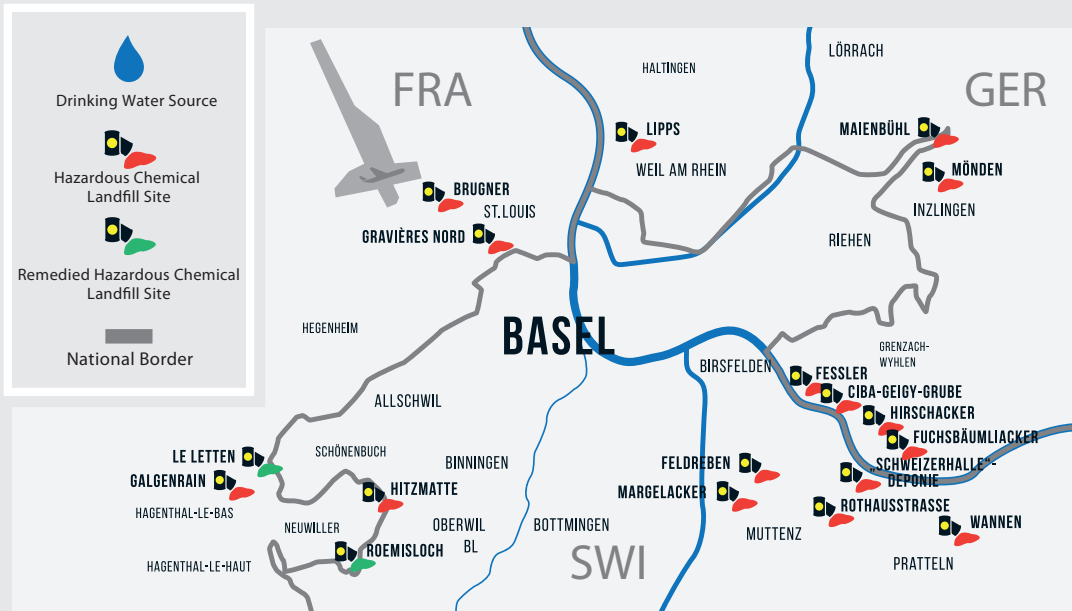 Drinking Water Source
Hazardous Chemical
Landfill Site
Remedied Hazardous Chemical
Landfill Site
National Border
FRA
GER
SWI
BASEL
HALTINGEN
LÖRRACH
LIPPS
WEIL AM RHEIN
MAIENBÜHL
MÖNDEN
INZLINGEN
RIEHEN
BRUGNER
ST.LOUIS
GRAVIÈRES NORD
HEGENHEIM
ALLSCHWIL
BIRSFELDEN
GRENZACH-
WYHLEN
FESSLER
CIBA-GEIGY-GRUBE
HIRSCHACKER
FUCHSBÄUMLIACKER
„SCHWEIZERHALLE“-
DEPONIE
ROTHAUSSTRASSE
WANNEN
PRATTELN
FELDREBEN
MARGELACKER
MUTTENZ
LE LETTEN
GALGENRAIN
HAGENTHAL-LE-BAS
SCHÖNENBUCH
HITZMATTE
NEUWILLER
ROEMISLOCH
HAGENTHAL-LE-HAUT
BINNINGEN
OBERWIL
BL
BOTTMINGEN